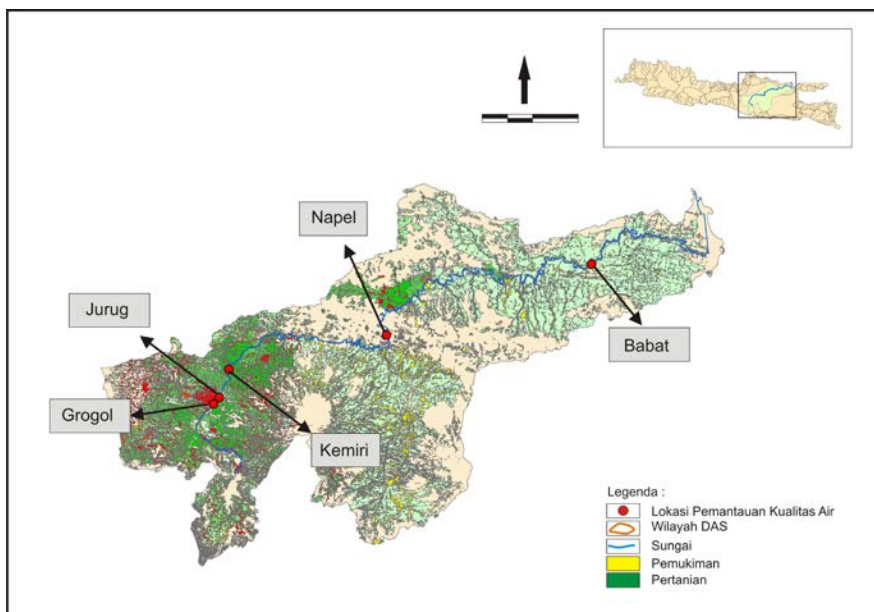 Napel
Jurug
Babat
Grogol
Kemiri
Legenda :
Lokasi Pemantauan Kualitas Air
Wilayah DAS
Sungai
Pemukiman
Pertanian